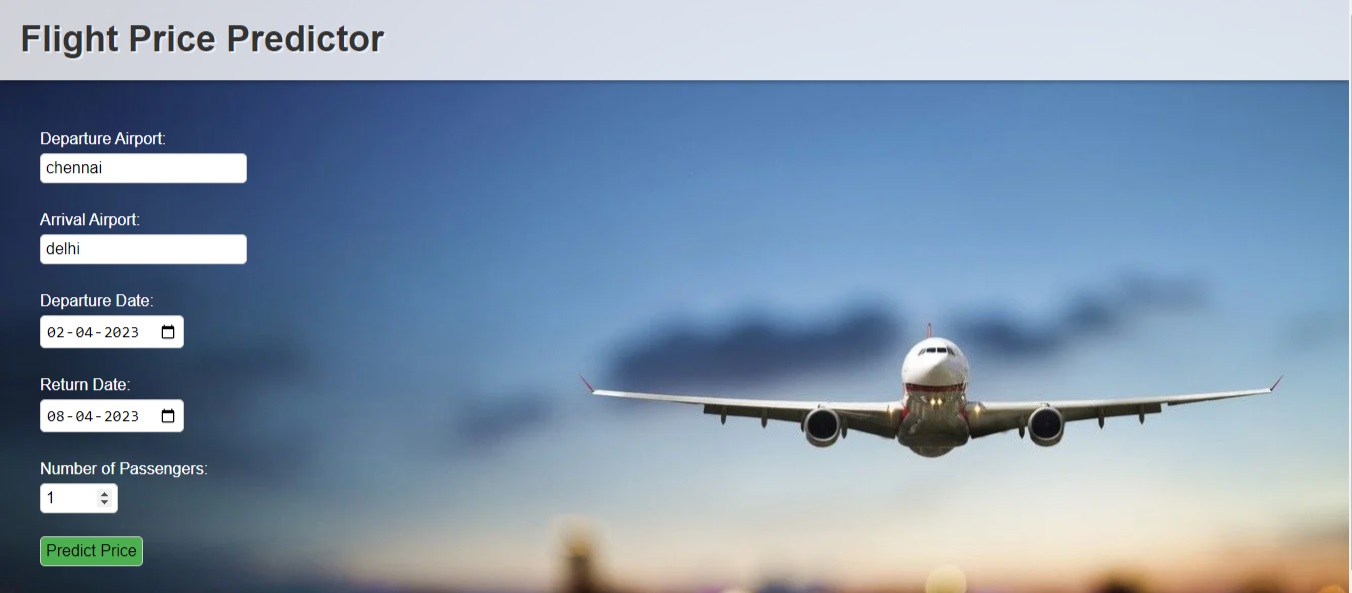 Flight Price Predictor
Departure Airport:
chennai
Arrival Airport:
delhi
Departure Date:
02-04-2023
Return Date:
08-04-2023
Number of Passengers:
1
Predict Price